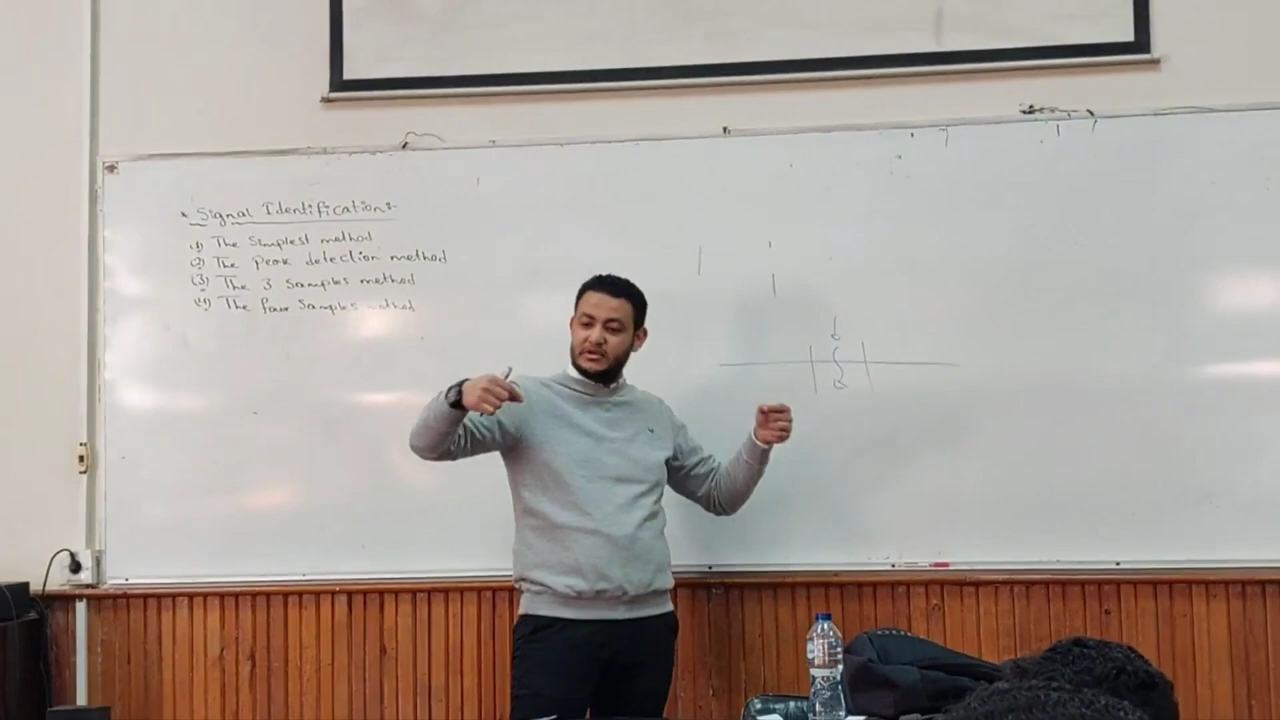 * Signal Identification:-
(1) The Simplest method
(2) The Peak detection method
(3) The 3 Samples method
(4) The four Samples method